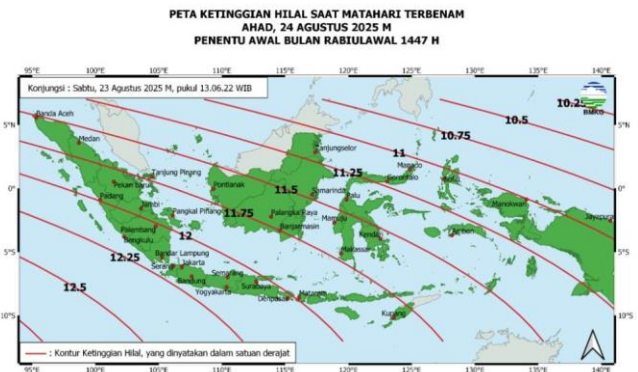 PETA KETINGGIAN HILAL SAAT MATAHARI TERBENAM
AHAD, 24 AGUSTUS 2025 M
PENENTU AWAL BULAN RABIULAWAL 1447 H
95°E 100°E 105°E 110°E 115°E 120°E 125°E 130°E 135°E 140°E
Konjungsi : Sabtu, 23 Agustus 2025 M, pukul 13.06.22 WIB
10.25
BMKG
10.5
Banda Aceh
5°N
10.75
Medan
Tanjungselor
11
Manado
11.25
Gorontalo
Tanjung Pinang
Pekan baru
Pontianak
0°
11.5
Samarinda
Palu
Padang
Manokwari
Jambi
Pangkal Pinang
11.75
Palangka Raya
Mamuju
Jayapura
Palembang
Banjarmasin
Kendari
Ambon
Bengkulu
12
12.25
Bandar Lampung
Makassar
5°S
Serang
Jakarta
12.5
Bandung
Semarang
Surabaya
Yogyakarta
Denpasar
Mataram
10°S
Kupang
: Kontur Ketinggian Hilal, yang dinyatakan dalam satuan derajat
95°E 100°E 105°E 110°E 115°E 120°E 125°E 130°E 135°E 140°E